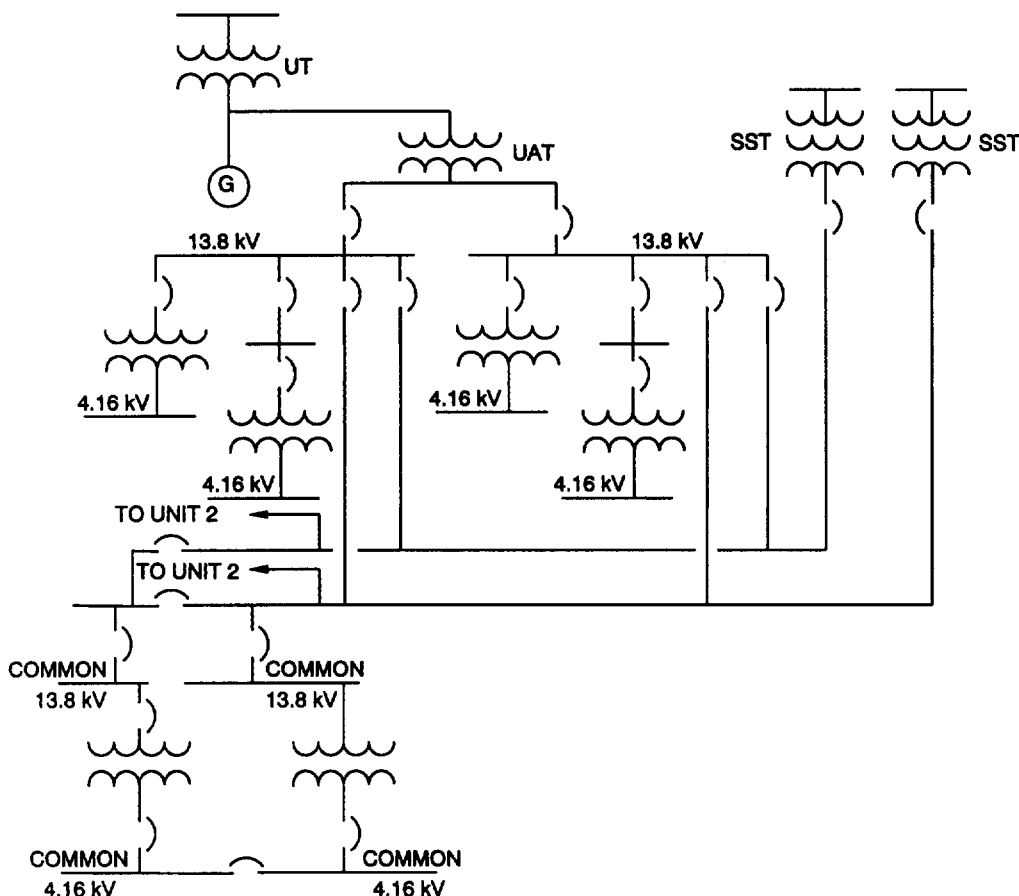 UT
SST
SST
UAT
G
13.8 kV
13.8 kV
4.16 kV
4.16 kV
4.16 kV
4.16 kV
TO UNIT 2
TO UNIT 2
COMMON
COMMON
13.8 kV
13.8 kV
COMMON
COMMON
4.16 kV
4.16 kV